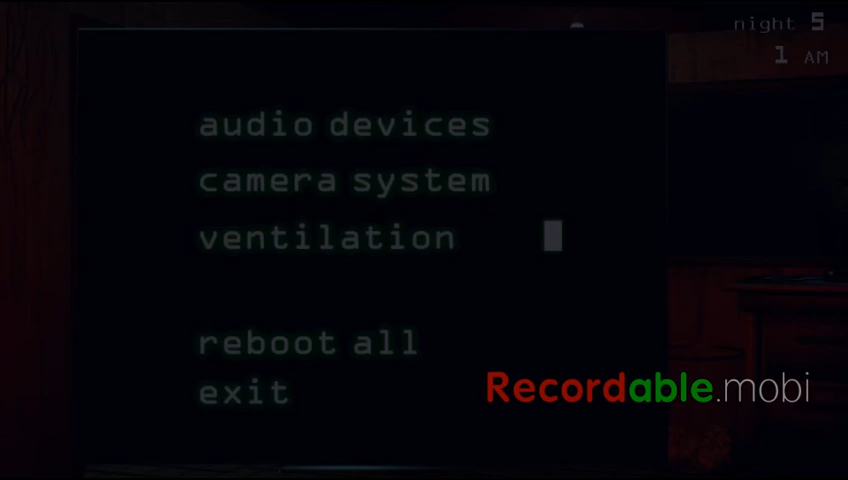 night 5
1 AM
audio devices
camera system
ventilation
reboot all
exit
Recordable.mobi